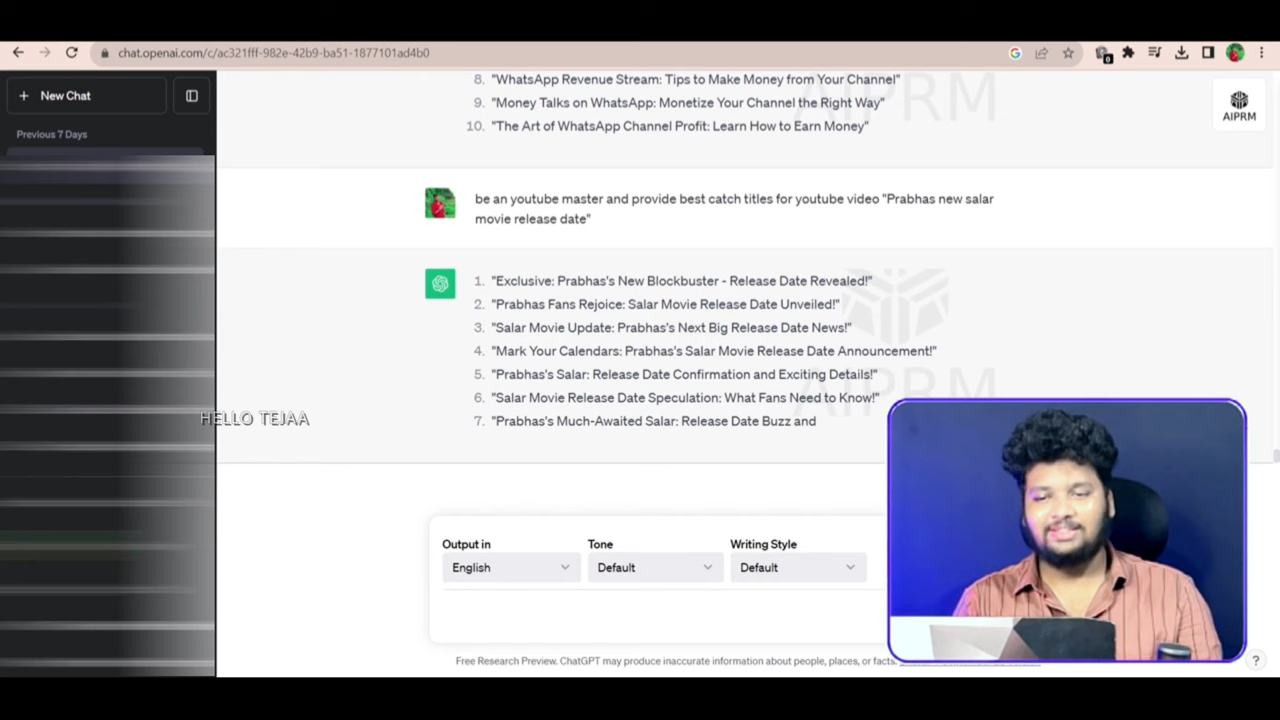 chat.openai.com/c/ac321fff-982e-42b9-ba51-1877101ad4b0
New Chat
Previous 7 Days
AIPRM
8. "WhatsApp Revenue Stream: Tips to Make Money from Your Channel"
9. "Money Talks on WhatsApp: Monetize Your Channel the Right Way"
10. "The Art of WhatsApp Channel Profit: Learn How to Earn Money"
AIPRM
be an youtube master and provide best catch titles for youtube video "Prabhas new salar
movie release date"
1. "Exclusive: Prabhas's New Blockbuster - Release Date Revealed!"
2. "Prabhas Fans Rejoice: Salar Movie Release Date Unveiled!"
3. "Salar Movie Update: Prabhas's Next Big Release Date News!"
4. "Mark Your Calendars: Prabhas's Salar Movie Release Date Announcement!"
5. "Prabhas's Salar: Release Date Confirmation and Exciting Details!"
6. "Salar Movie Release Date Speculation: What Fans Need to Know!"
7. "Prabhas's Much-Awaited Salar: Release Date Buzz and
AIPRM
HELLO TEJAA
Output in Tone Writing Style
English Default Default
Free Research Preview. ChatGPT may produce inaccurate information about people, places, or facts.
?